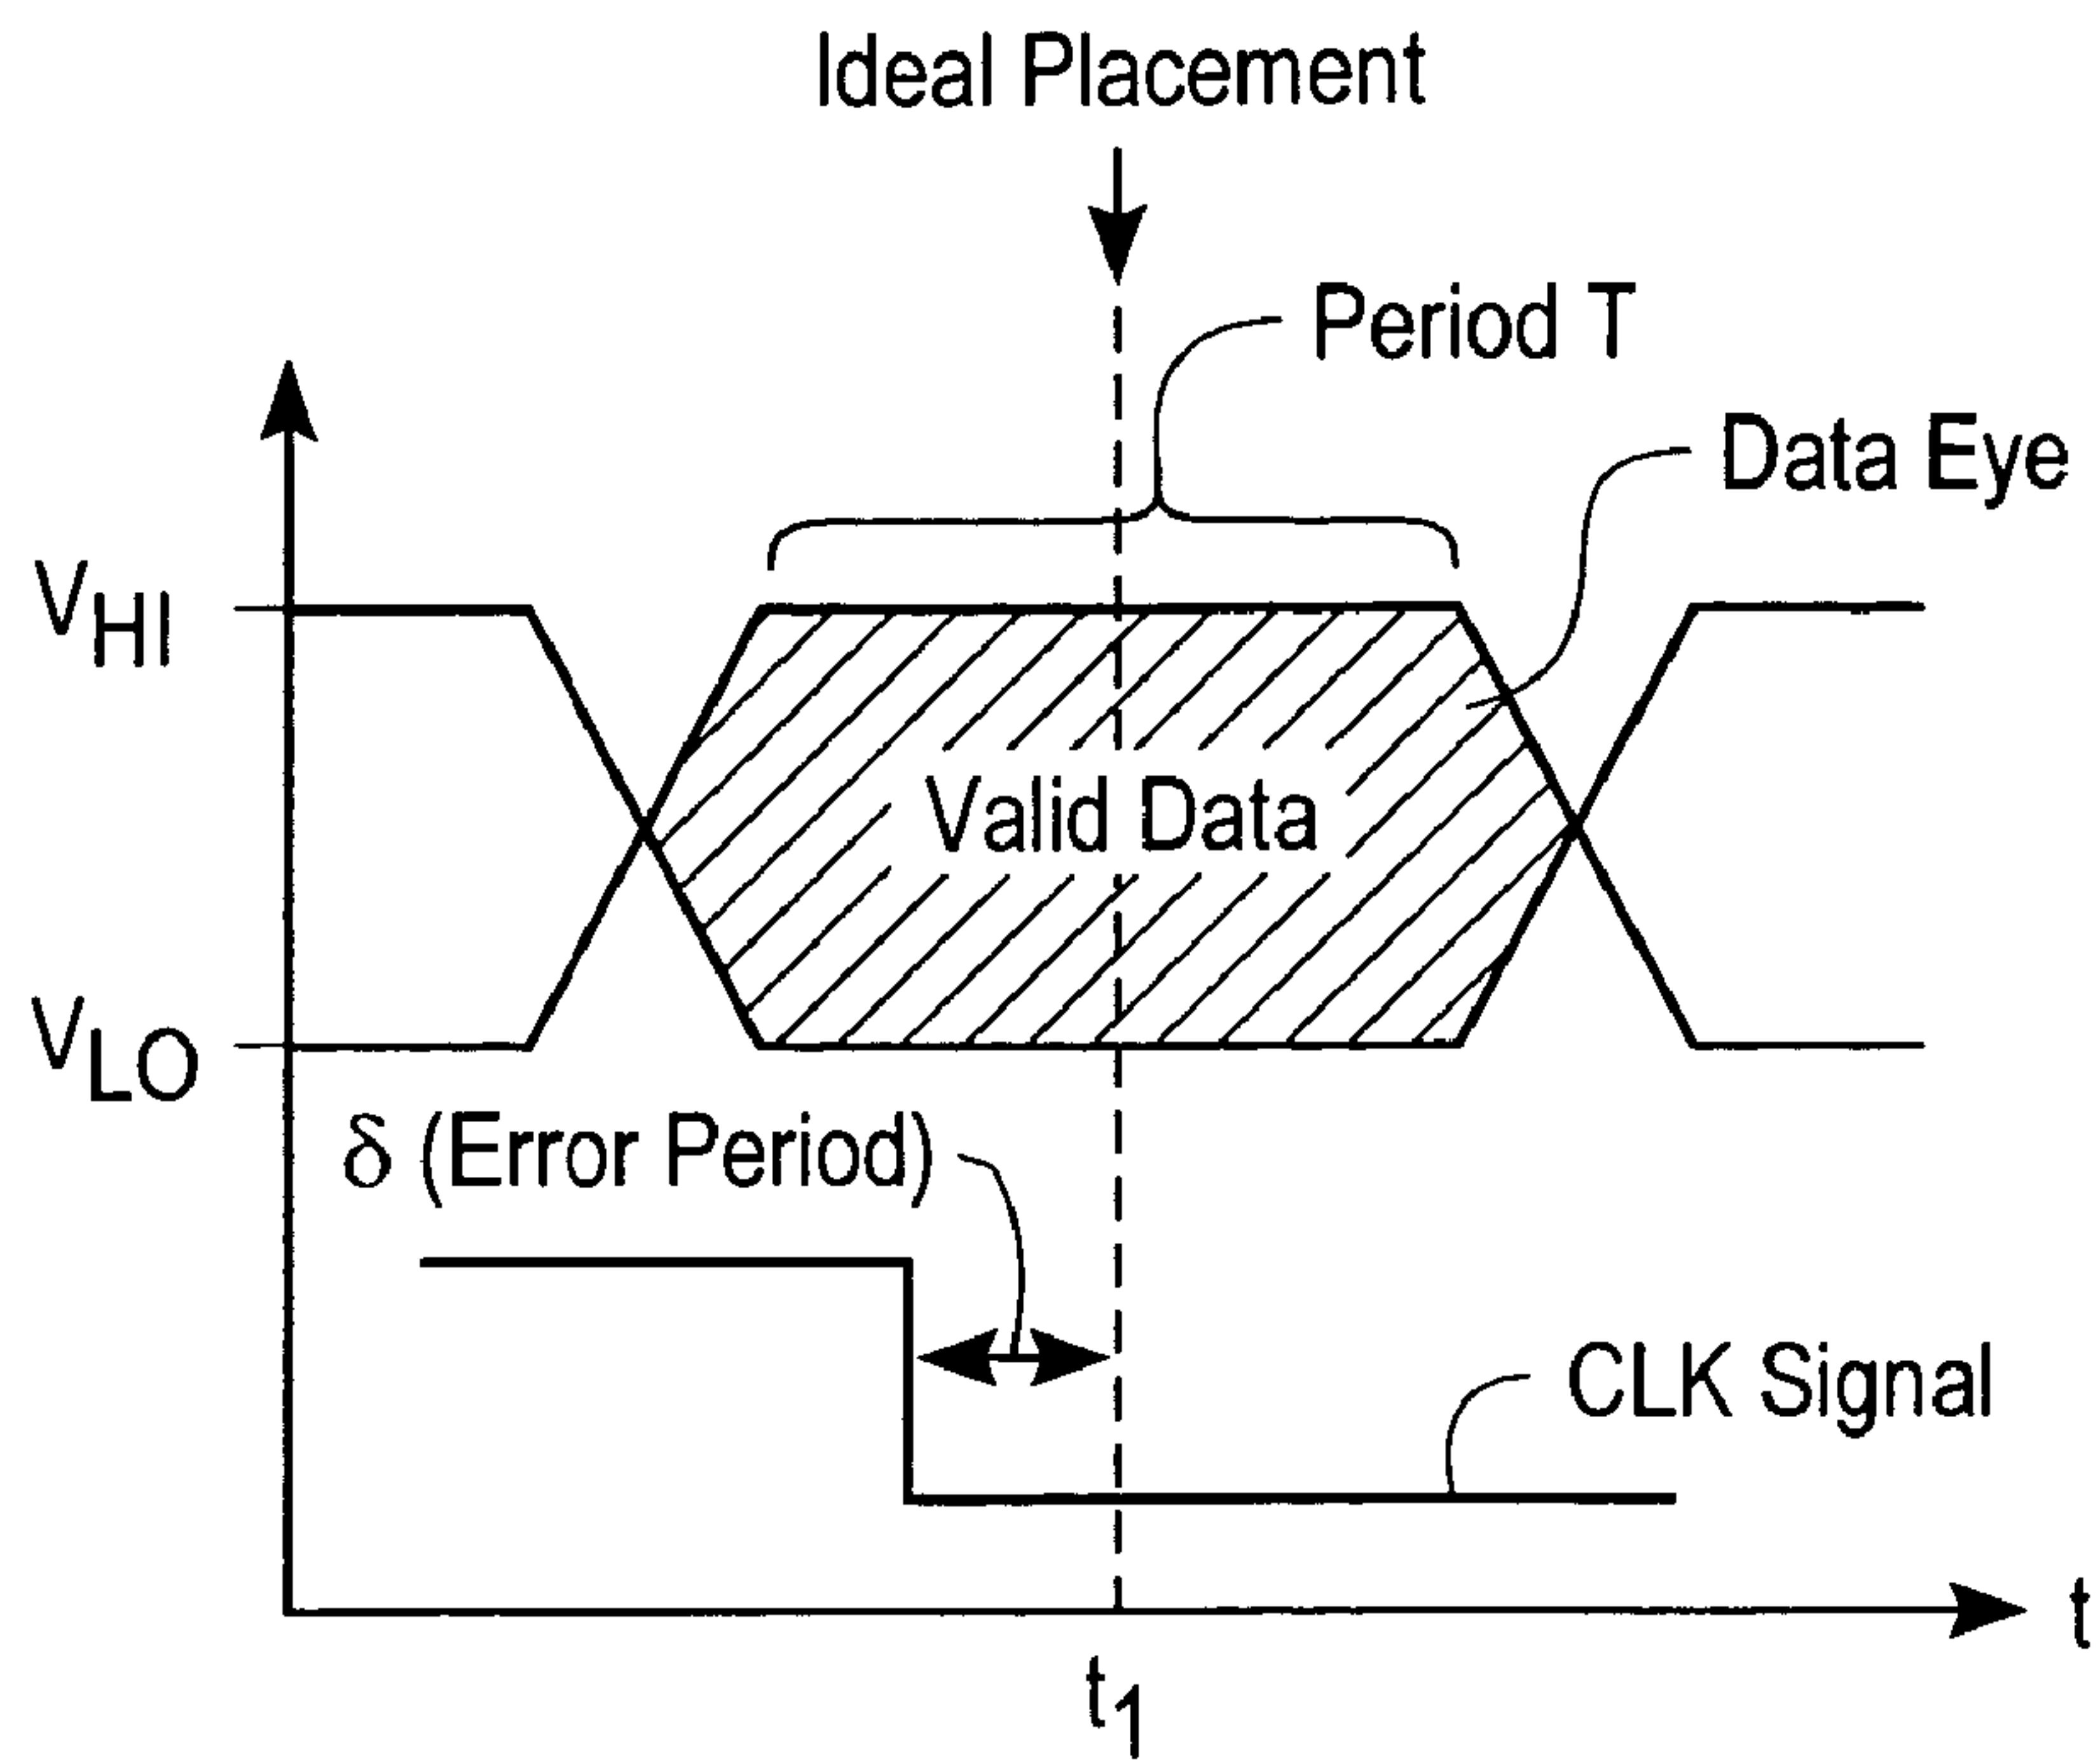 Ideal Placement
Period T
Data Eye
VHI
Valid Data
VLO
δ (Error Period)
CLK Signal
t
t1